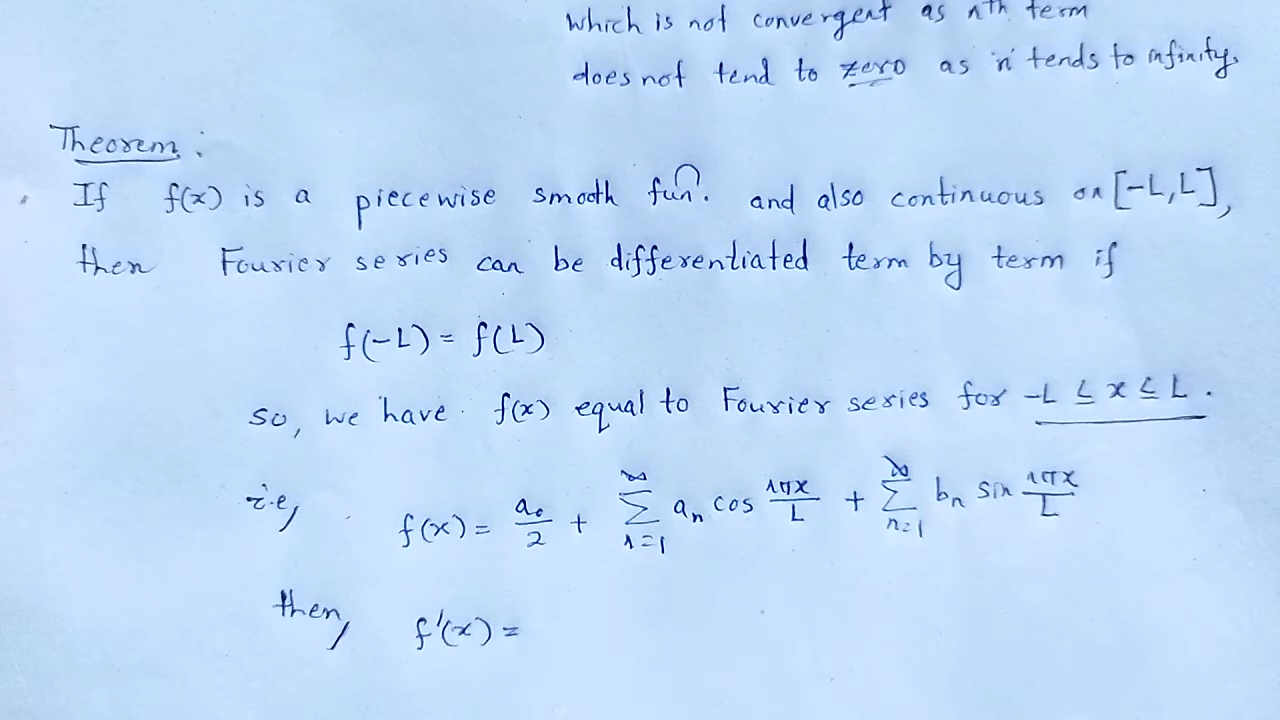 which is not convergent as nth term
does not tend to zero as 'n' tends to infinity.
Theorem:
If f(x) is a piecewise smooth fun. and also continuous on [-L, L],
then Fourier series can be differentiated term by term if
f(-L) = f(L)
so, we have f(x) equal to Fourier series for -L ≤ x ≤ L.
i.e, f(x) = a₀/2 + ∑_{n=1}^{∞} aₙ cos nπx/L + ∑_{n=1}^{∞} bₙ sin nπx/L
then, f'(x) =